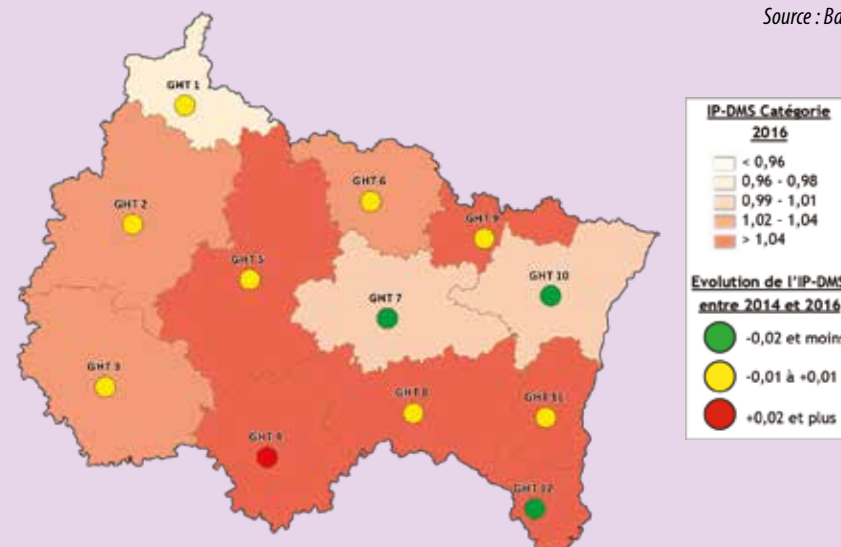 Source : Ba
GHT 1
GHT 2
GHT 6
GHT 9
GHT 5
GHT 10
GHT 7
GHT 3
GHT 8
GHT 11
GHT 4
GHT 12
IP-DMS Catégorie
2016
< 0,96
0,96 - 0,98
0,99 - 1,01
1,02 - 1,04
> 1,04
Evolution de l'IP-DMS
entre 2014 et 2016
-0,02 et moins
-0,01 à +0,01
+0,02 et plus